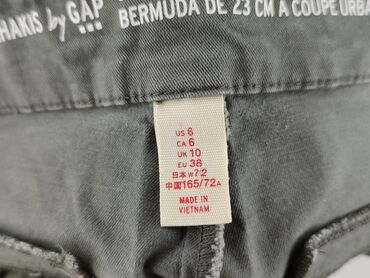 HAKIS by GAP
BERMUDA DE 23 CM A COUPE URBA
US 6
CA 6
UK 10
EU 38
日本 W72
中国 165/72A
MADE IN
VIETNAM